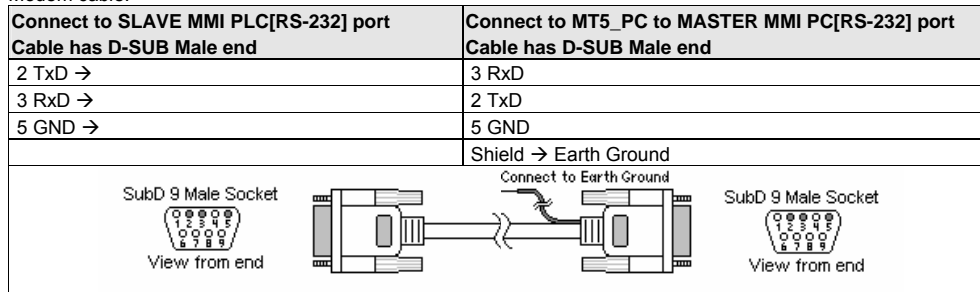 Modem cable.
Connect to SLAVE MMI PLC[RS-232] port
Cable has D-SUB Male end
Connect to MT5_PC to MASTER MMI PC[RS-232] port
Cable has D-SUB Male end
2 TxD →
3 RxD
3 RxD →
2 TxD
5 GND →
5 GND
Shield → Earth Ground
Connect to Earth Ground
SubD 9 Male Socket
1 2 3 4 5
6 7 8 9
View from end
SubD 9 Male Socket
1 2 3 4 5
6 7 8 9
View from end